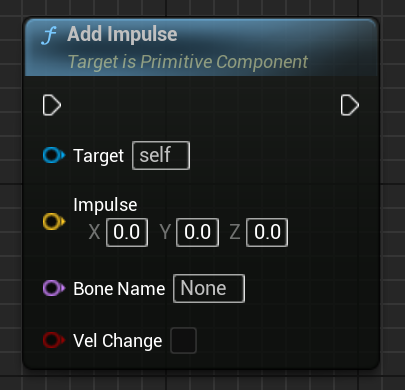 f Add Impulse
Target is Primitive Component
Target self
Impulse
X 0.0 Y 0.0 Z 0.0
Bone Name None
Vel Change